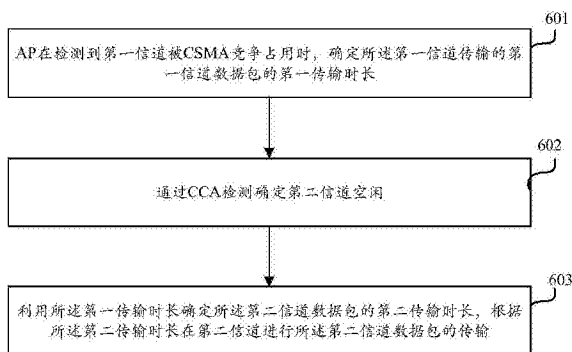 601
AP在检测到第一信道被CSMA竞争占用时，确定所述第一信道传输的第
一信道数据包的第一传输时长
602
通过CCA检测确定第二信道空闲
603
利用所述第一传输时长确定所述第二信道数据包的第二传输时长，根据
所述第二传输时长在第二信道进行所述第二信道数据包的传输